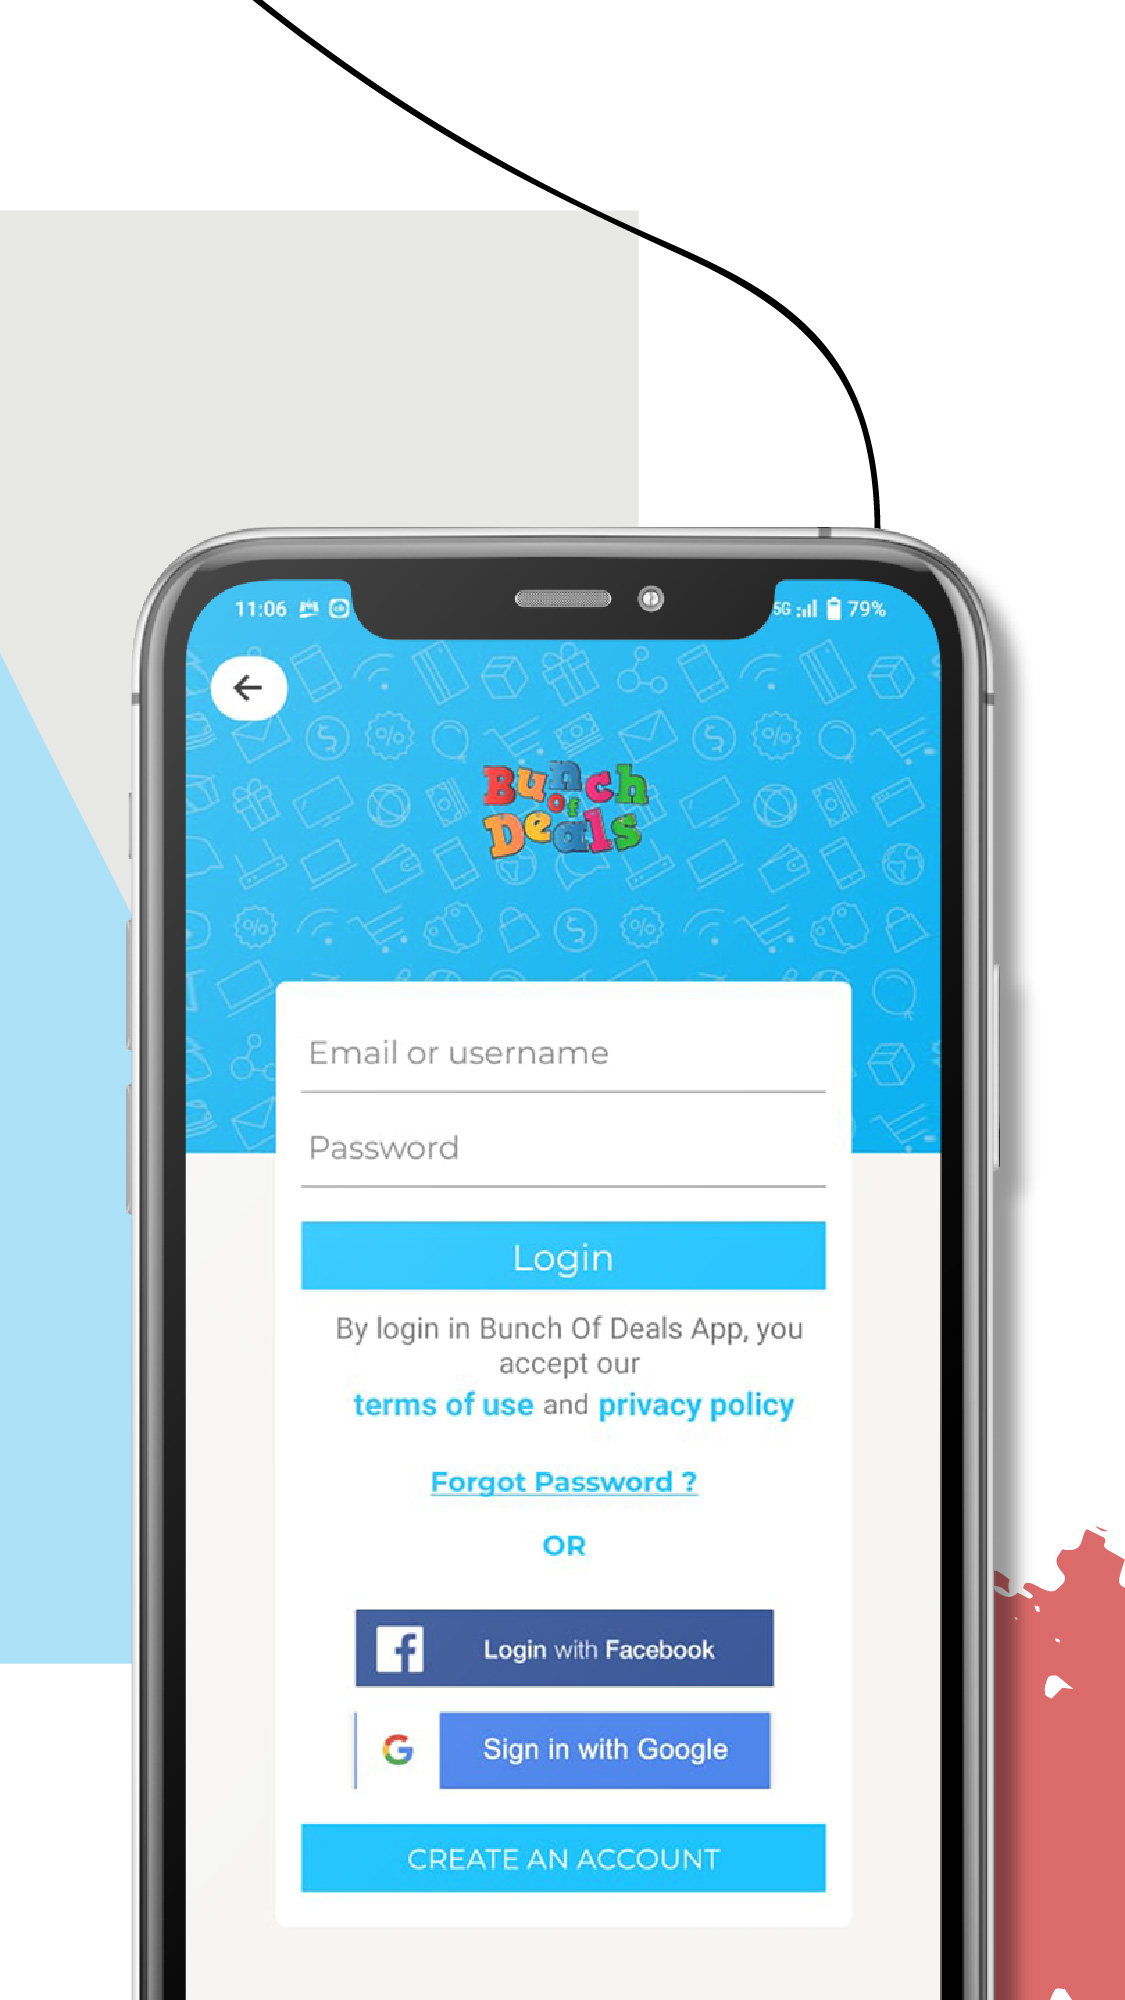 11:06
5G 79%
Bunch
Of
Deals
Email or username
Password
Login
By login in Bunch Of Deals App, you
accept our
terms of use and privacy policy
Forgot Password ?
OR
Login with Facebook
Sign in with Google
CREATE AN ACCOUNT